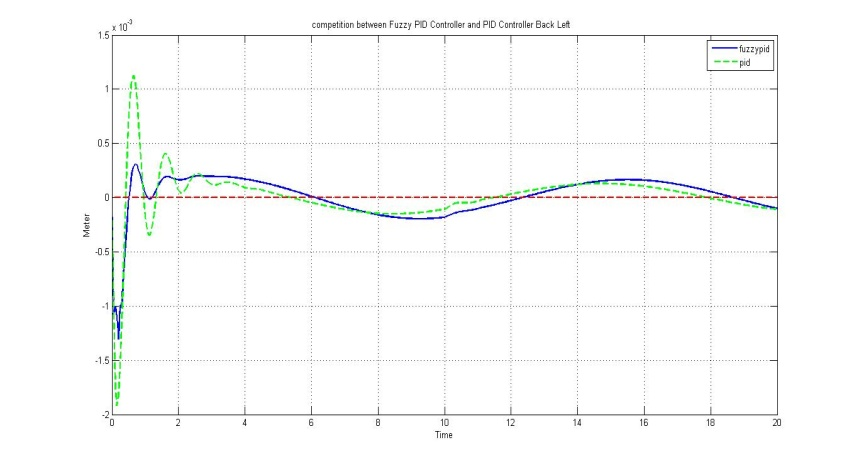 competition between Fuzzy PID Controller and PID Controller Back Left
x 10⁻³
1.5
1
0.5
0
-0.5
-1
-1.5
-2
Meter
fuzzypid
pid
0 2 4 6 8 10 12 14 16 18 20
Time